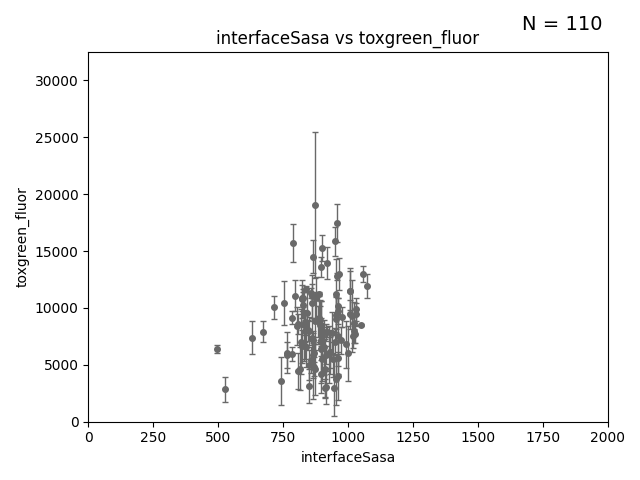 N = 110
interfaceSasa vs toxgreen_fluor
30000
25000
20000
15000
10000
5000
0
toxgreen_fluor
0 250 500 750 1000 1250 1500 1750 2000
interfaceSasa